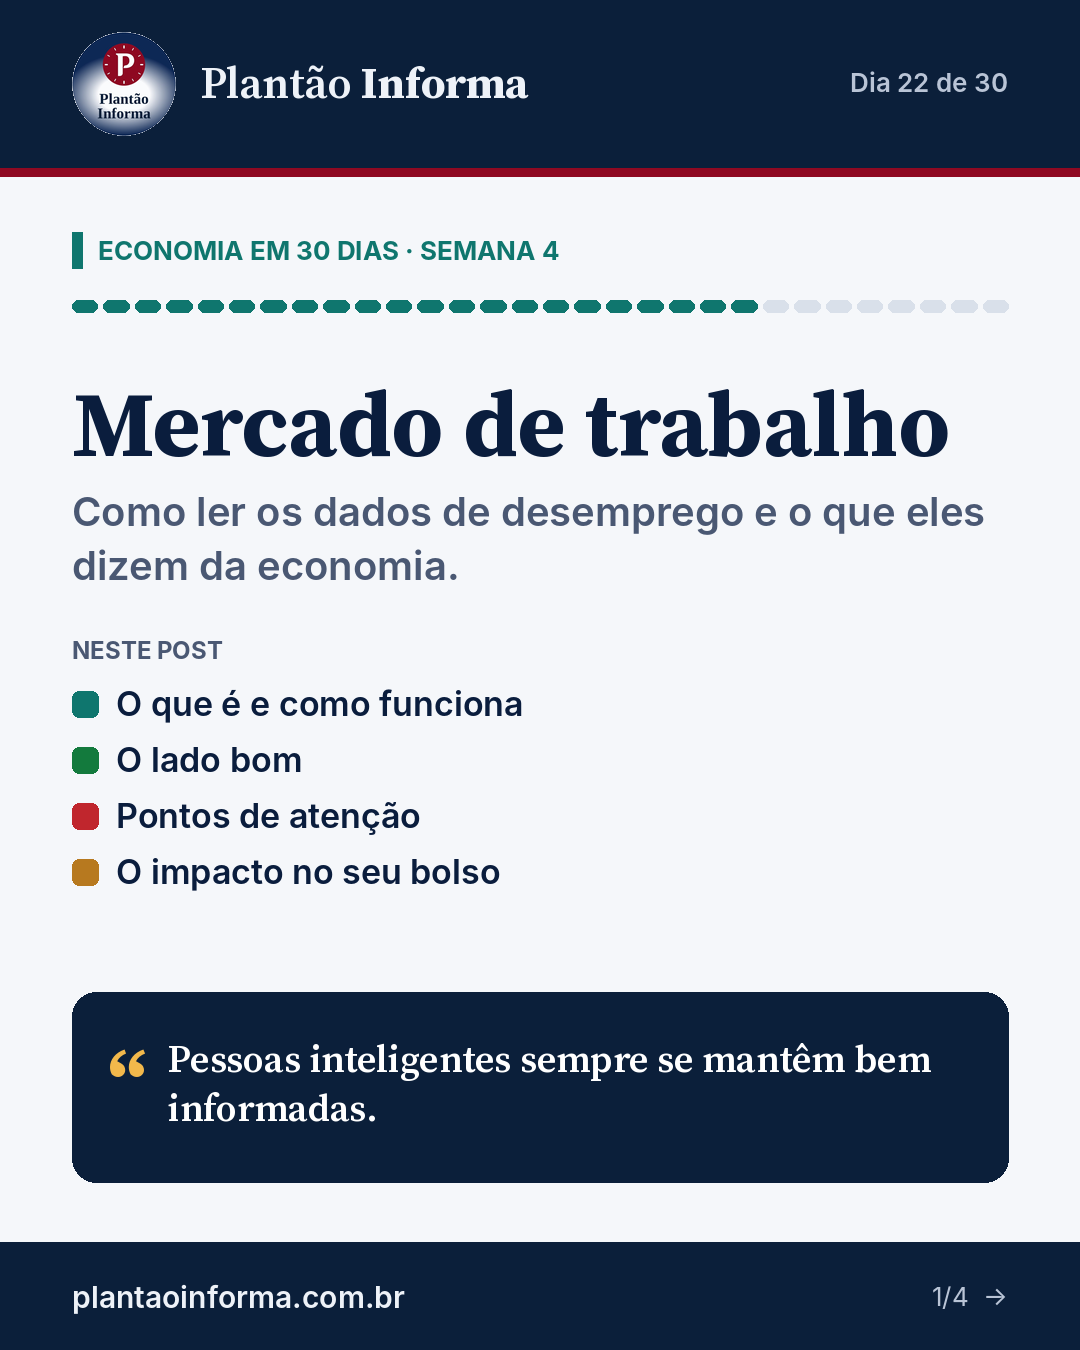 P
Plantão
Informa
Plantão Informa
Dia 22 de 30
ECONOMIA EM 30 DIAS · SEMANA 4
Mercado de trabalho
Como ler os dados de desemprego e o que eles
dizem da economia.
NESTE POST
O que é e como funciona
O lado bom
Pontos de atenção
O impacto no seu bolso
“ Pessoas inteligentes sempre se mantêm bem
informadas.
plantaoinforma.com.br
1/4 →